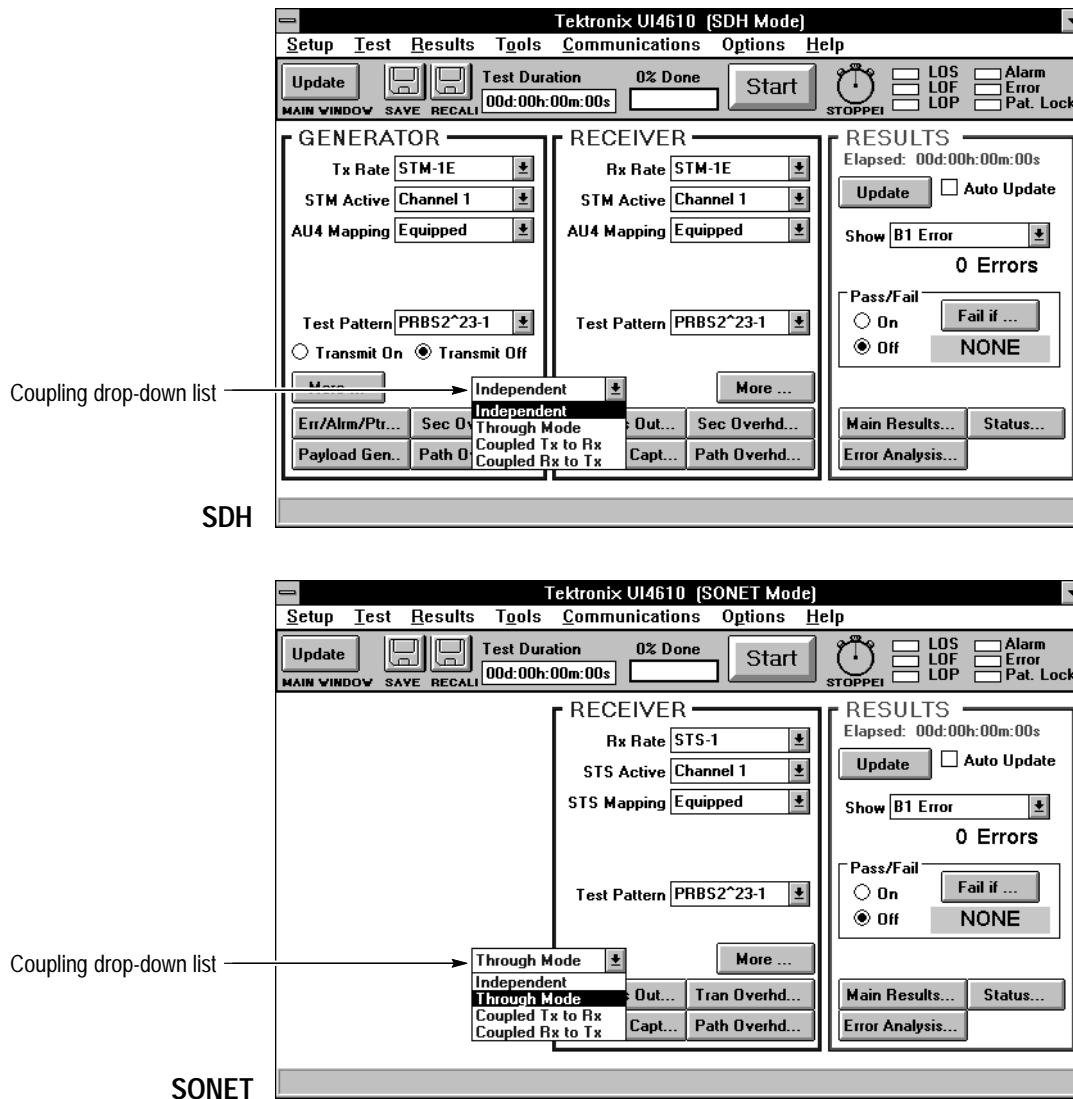 Tektronix UI4610 (SDH Mode)
Setup Test Results Tools Communications Options Help
Update
MAIN WINDOW SAVE RECALL
Test Duration 0% Done
00d:00h:00m:00s
Start
STOPPED
LOS Alarm
LOF Error
LOP Pat. Lock
GENERATOR
Tx Rate STM-1E
STM Active Channel 1
AU4 Mapping Equipped
Test Pattern PRBS2^23-1
Transmit On Transmit Off
More ...
Err/Alrm/Ptr... Sec O
Payload Gen.. Path O
RECEIVER
Rx Rate STM-1E
STM Active Channel 1
AU4 Mapping Equipped
Test Pattern PRBS2^23-1
More ...
Out... Sec Overhd...
Capt... Path Overhd...
Coupling drop-down list
Independent
Independent
Through Mode
Coupled Tx to Rx
Coupled Rx to Tx
RESULTS
Elapsed: 00d:00h:00m:00s
Update Auto Update
Show B1 Error
0 Errors
Pass/Fail
On
Off
Fail if ...
NONE
Main Results... Status...
Error Analysis...
SDH
Tektronix UI4610 (SONET Mode)
Setup Test Results Tools Communications Options Help
Update
MAIN WINDOW SAVE RECALL
Test Duration 0% Done
00d:00h:00m:00s
Start
STOPPED
LOS Alarm
LOF Error
LOP Pat. Lock
RECEIVER
Rx Rate STS-1
STS Active Channel 1
STS Mapping Equipped
Test Pattern PRBS2^23-1
More ...
Out... Tran Overhd...
Capt... Path Overhd...
Coupling drop-down list
Through Mode
Independent
Through Mode
Coupled Tx to Rx
Coupled Rx to Tx
RESULTS
Elapsed: 00d:00h:00m:00s
Update Auto Update
Show B1 Error
0 Errors
Pass/Fail
On
Off
Fail if ...
NONE
Main Results... Status...
Error Analysis...
SONET